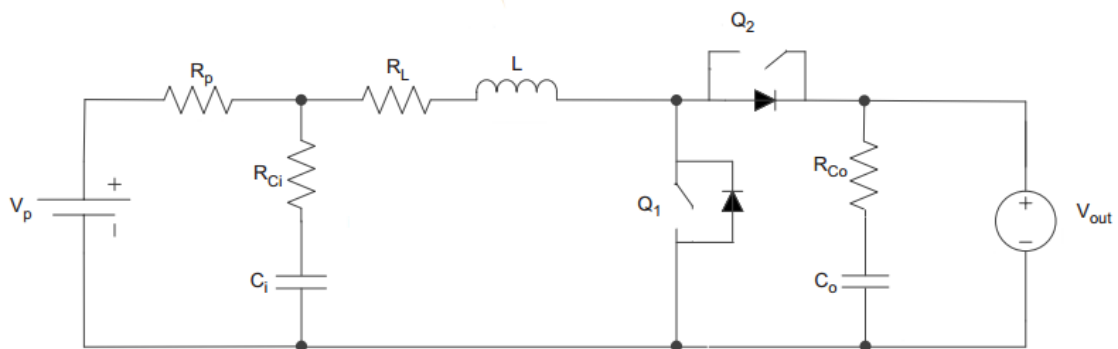 Q2
Rp
RL
L
RCi
RCo
Vp
+
−
Q1
+
−
Vout
Ci
Co